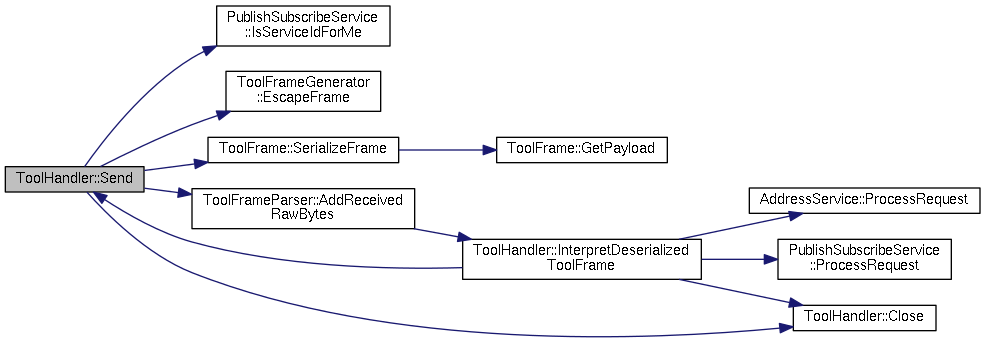 PublishSubscribeService
::IsServiceIdForMe
ToolFrameGenerator
::EscapeFrame
ToolFrame::SerializeFrame
ToolFrame::GetPayload
ToolHandler::Send
ToolFrameParser::AddReceived
RawBytes
AddressService::ProcessRequest
ToolHandler::InterpretDeserialized
ToolFrame
PublishSubscribeService
::ProcessRequest
ToolHandler::Close